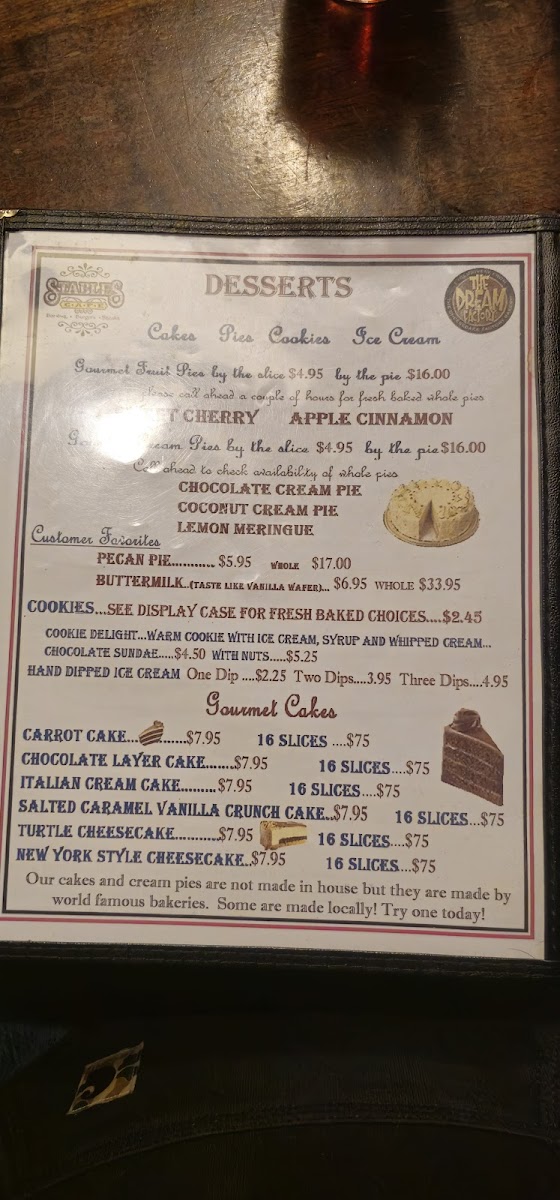 STAPLES
THE
DREAM
FACTORY
DESSERTS
Cakes Pies Cookies Ice Cream
Gourmet Fruit Pies by the slice $4.95 by the pie $16.00
call ahead a couple of hours for fresh baked whole pies
CHERRY APPLE CINNAMON
Cream Pies by the slice $4.95 by the pie $16.00
Call ahead to check availability of whole pies
CHOCOLATE CREAM PIE
COCONUT CREAM PIE
LEMON MERINGUE
Customer Favorites
PECAN PIE........... $5.95 WHOLE $17.00
BUTTERMILK..(TASTE LIKE VANILLA WAFER)... $6.95 WHOLE $33.95
COOKIES...SEE DISPLAY CASE FOR FRESH BAKED CHOICES....$2.45
COOKIE DELIGHT...WARM COOKIE WITH ICE CREAM, SYRUP AND WHIPPED CREAM...
CHOCOLATE SUNDAE.....$4.50 WITH NUTS.....$5.25
HAND DIPPED ICE CREAM One Dip ....$2.25 Two Dips....3.95 Three Dips....4.95
Gourmet Cakes
CARROT CAKE... ......$7.95 16 SLICES ....$75
CHOCOLATE LAYER CAKE.......$7.95 16 SLICES....$75
ITALIAN CREAM CAKE.........$7.95 16 SLICES....$75
SALTED CARAMEL VANILLA CRUNCH CAKE..$7.95 16 SLICES...$75
TURTLE CHEESECAKE...........$7.95 16 SLICES....$75
NEW YORK STYLE CHEESECAKE..$7.95 16 SLICES....$75
Our cakes and cream pies are not made in house but they are made by
world famous bakeries. Some are made locally! Try one today!